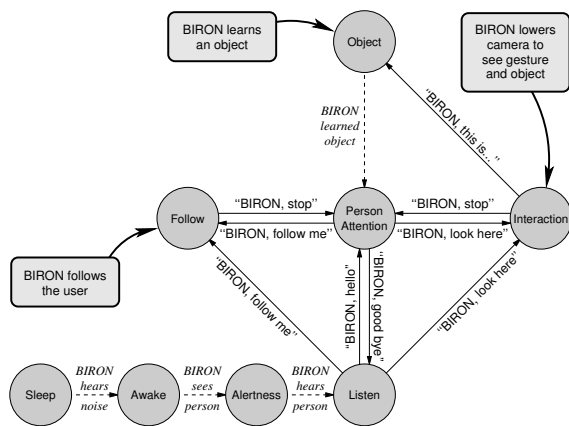 BIRON learns
an object
Object
BIRON lowers
camera to
see gesture
and object
BIRON
learned
object
“BIRON, this is...”
Follow
“BIRON, stop”
“BIRON, follow me”
Person
Attention
“BIRON, stop”
“BIRON, look here”
Interaction
BIRON follows
the user
“BIRON, follow me”
“BIRON, hello”
“BIRON, good bye”
“BIRON, look here”
Sleep
BIRON
hears
noise
Awake
BIRON
sees
person
Alertness
BIRON
hears
person
Listen